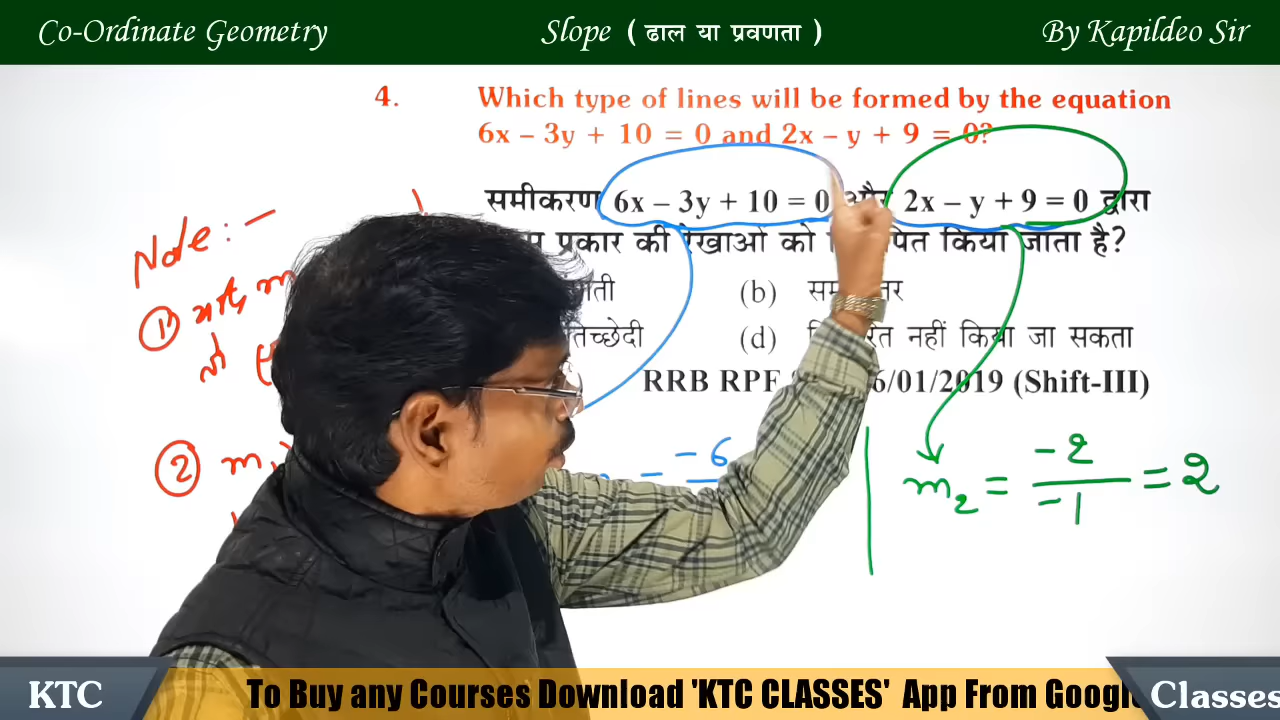 Co-Ordinate Geometry Slope ( ढाल या प्रवणता ) By Kapildeo Sir
4. Which type of lines will be formed by the equation
6x – 3y + 10 = 0 and 2x – y + 9 = 0?
समीकरण 6x – 3y + 10 = 0 और 2x – y + 9 = 0 द्वारा
प्रकार की रेखाओं को किया जाता है?
(b)
(d) नहीं किया जा सकता
RRB RPF 6/01/2019 (Shift-III)
Note :-
①
② m
-6
m₂ = -2/-1 = 2
KTC To Buy any Courses Download 'KTC CLASSES' App From Google Classes